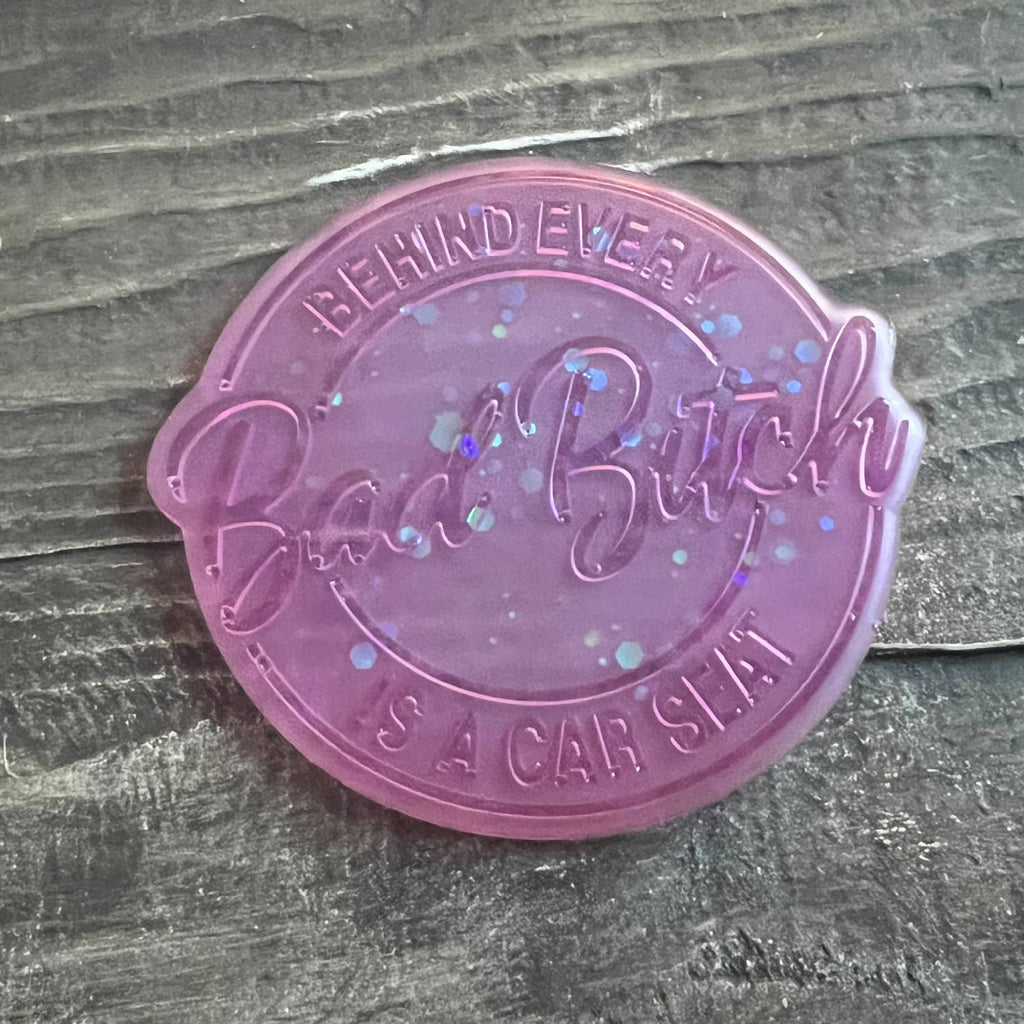 BEHIND EVERY
Bad Bitch
IS A CAR SEAT